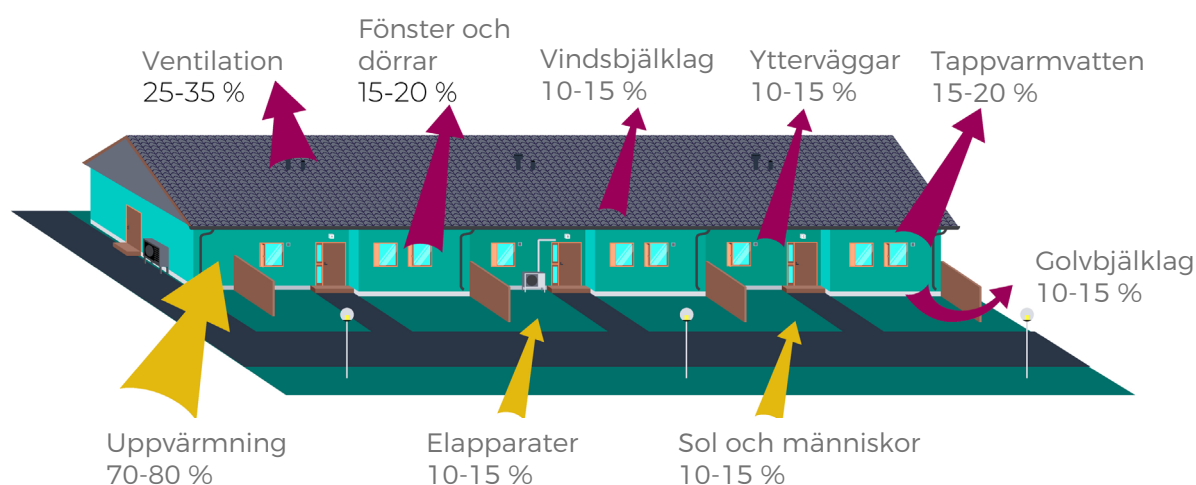 Ventilation
25-35 %
Fönster och
dörrar
15-20 %
Vindsbjälklag
10-15 %
Ytterväggar
10-15 %
Tappvarmvatten
15-20 %
Golvbjälklag
10-15 %
Uppvärmning
70-80 %
Elapparater
10-15 %
Sol och människor
10-15 %